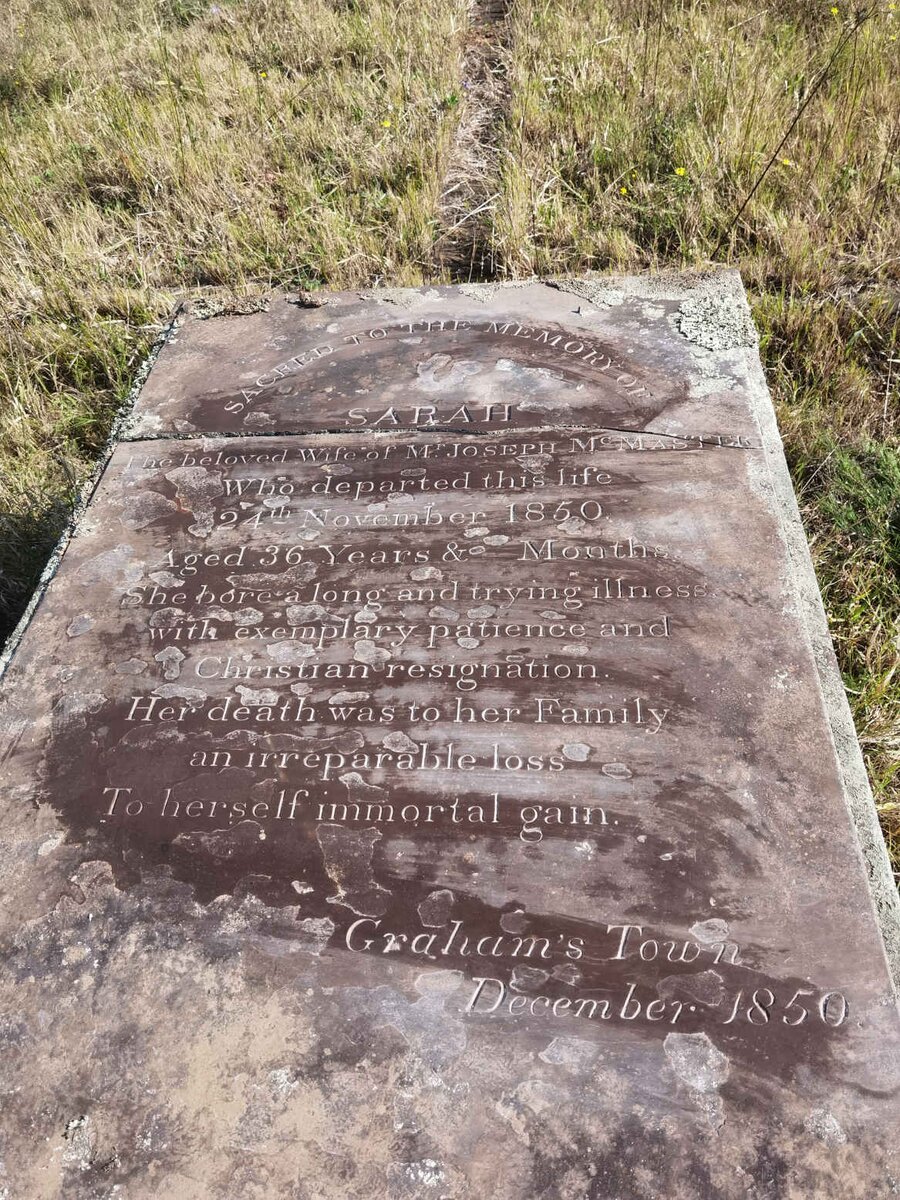 SACRED TO THE MEMORY OF
SARAH
The beloved Wife of Mr. JOSEPH McMASTER
Who departed this life
24th November 1850.
Aged 36 Years & Months.
She bore a long and trying illness
with exemplary patience and
Christian resignation.
Her death was to her Family
an irreparable loss
To herself immortal gain.
Graham's Town
December 1850.